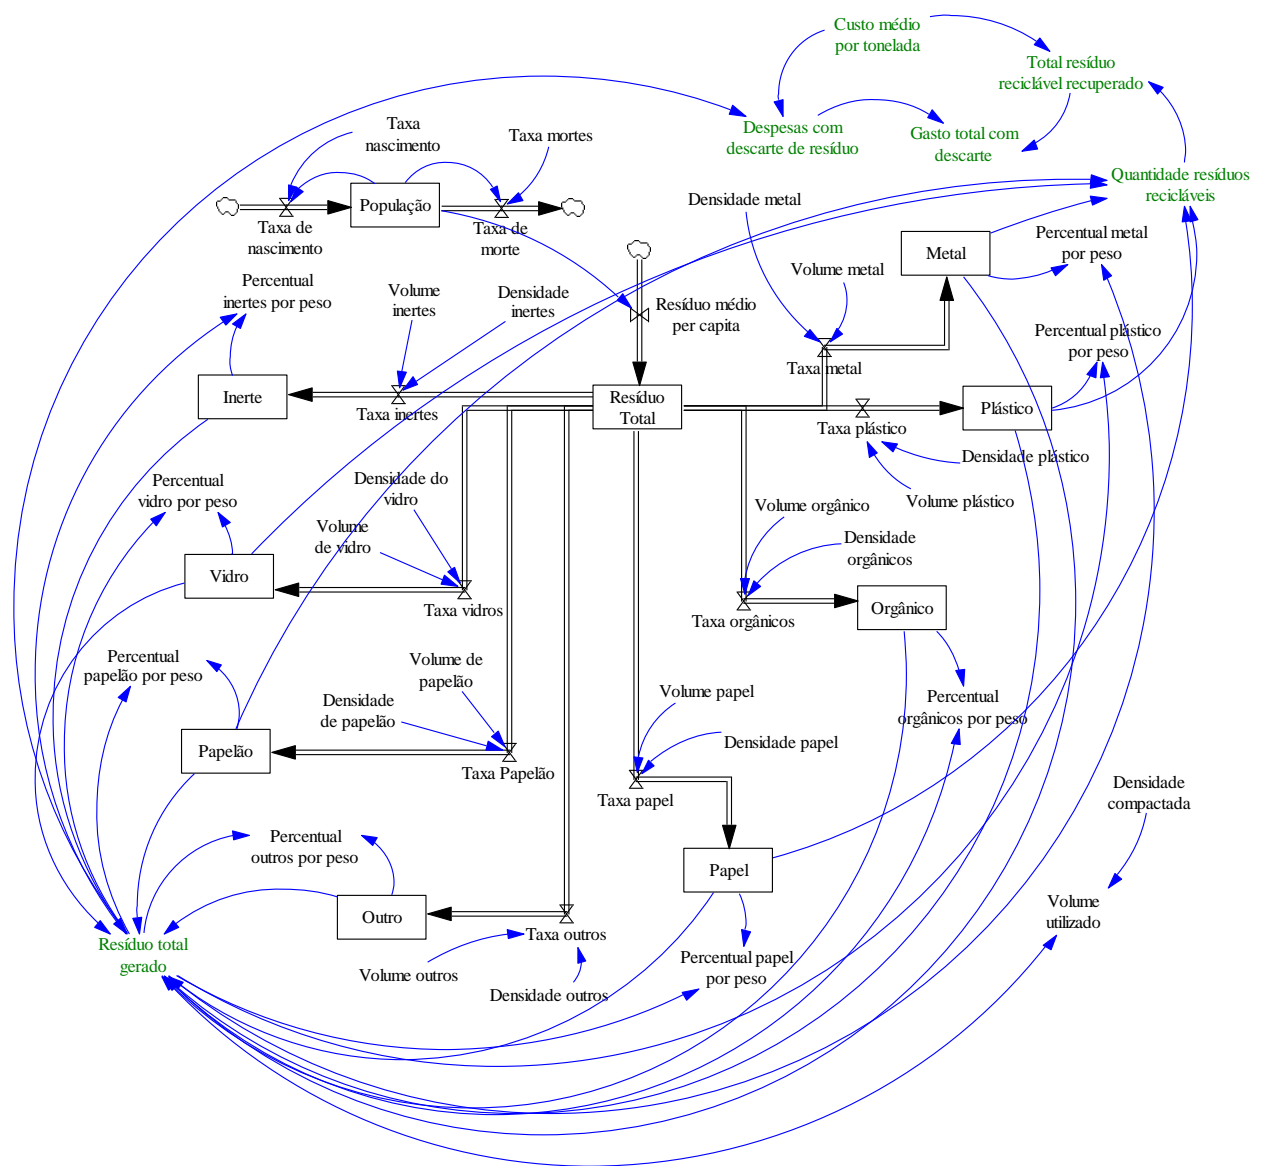 Custo médio
por tonelada
Total resíduo
reciclável recuperado
Taxa
nascimento
Taxa mortes
Despesas com
descarte de resíduo
Gasto total com
descarte
Quantidade resíduos
recicláveis
População
Taxa de
nascimento
Taxa de
morte
Densidade metal
Metal
Percentual metal
por peso
Percentual
inertes por peso
Volume
inertes
Densidade
inertes
Resíduo médio
per capita
Volume metal
Percentual plástico
por peso
Taxa metal
Inerte
Taxa inertes
Resíduo
Total
Plástico
Taxa plástico
Densidade plástico
Volume plástico
Percentual
vidro por peso
Densidade do
vidro
Volume
de vidro
Volume orgânico
Densidade
orgânicos
Vidro
Taxa vidros
Taxa orgânicos
Orgânico
Percentual
papelão por peso
Volume de
papelão
Densidade
de papelão
Volume papel
Densidade papel
Percentual
orgânicos por peso
Papelão
Taxa Papelão
Taxa papel
Densidade
compactada
Percentual
outros por peso
Papel
Outro
Volume
utilizado
Resíduo total
gerado
Taxa outros
Volume outros
Densidade outros
Percentual papel
por peso